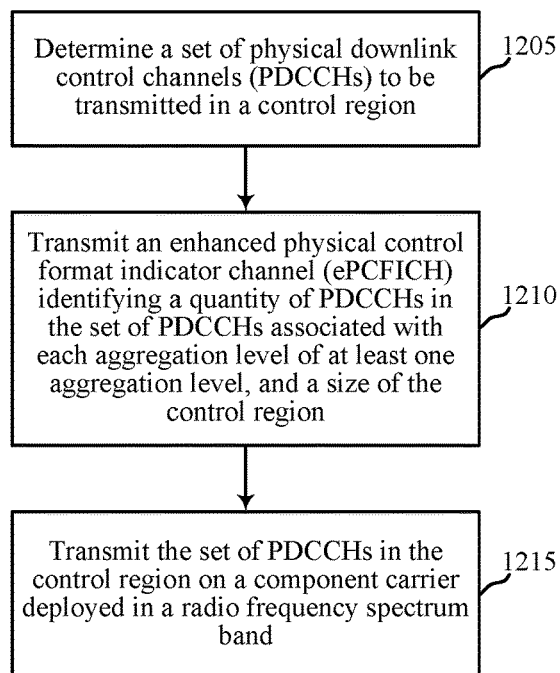 Determine a set of physical downlink
control channels (PDCCHs) to be
transmitted in a control region
1205
Transmit an enhanced physical control
format indicator channel (ePCFICH)
identifying a quantity of PDCCHs in
the set of PDCCHs associated with
each aggregation level of at least one
aggregation level, and a size of the
control region
1210
Transmit the set of PDCCHs in the
control region on a component carrier
deployed in a radio frequency spectrum
band
1215